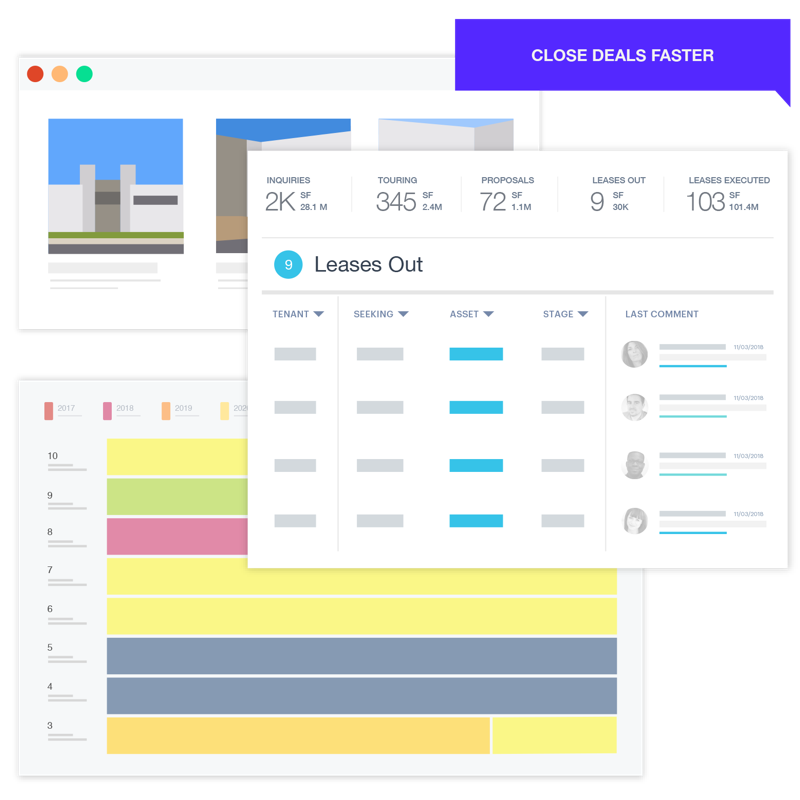 CLOSE DEALS FASTER
INQUIRIES
2K SF 28.1 M
TOURING
345 SF 2.4M
PROPOSALS
72 SF 1.1M
LEASES OUT
9 SF 30K
LEASES EXECUTED
103 SF 101.4M
9 Leases Out
TENANT SEEKING ASSET STAGE LAST COMMENT
11/03/2018
11/03/2018
11/03/2018
11/03/2018
2017 2018 2019
10
9
8
7
6
5
4
3